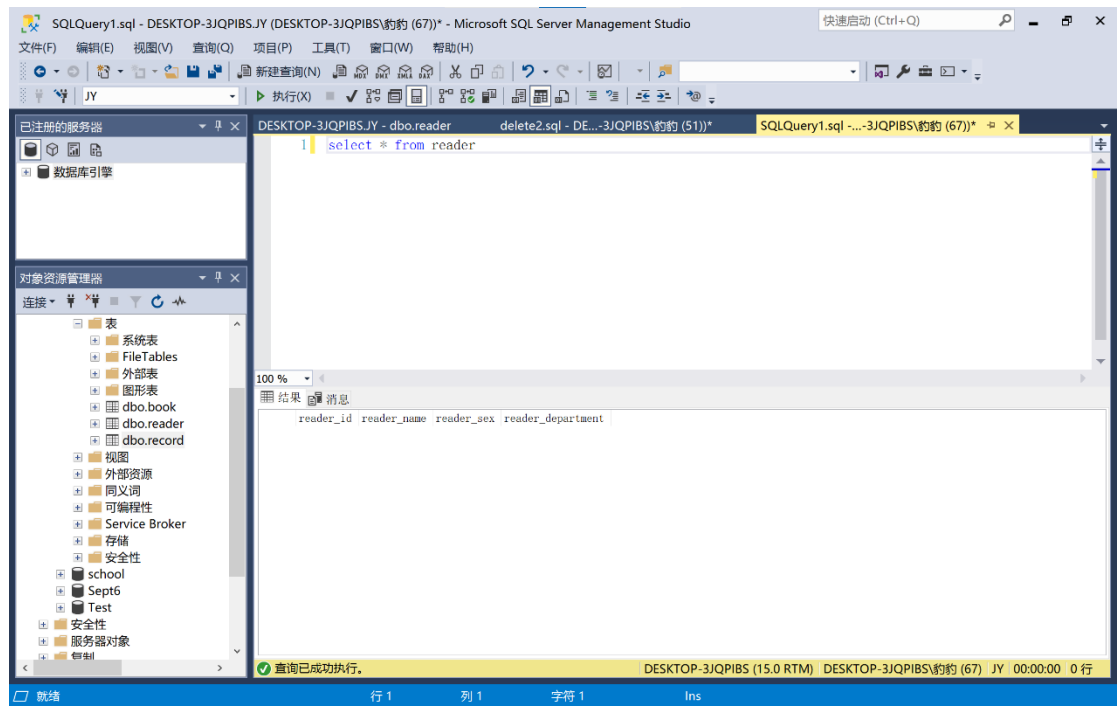 SQLQuery1.sql - DESKTOP-3JQPIBS.JY (DESKTOP-3JQPIBS\豹豹 (67))* - Microsoft SQL Server Management Studio
快速启动 (Ctrl+Q)
文件(F) 编辑(E) 视图(V) 查询(Q) 项目(P) 工具(T) 窗口(W) 帮助(H)
新建查询(N) MDX DMX XMLA DAX
JY 执行(X)
已注册的服务器
数据库引擎
对象资源管理器
连接
表
系统表
FileTables
外部表
图形表
dbo.book
dbo.reader
dbo.record
视图
外部资源
同义词
可编程性
Service Broker
存储
安全性
school
Sept6
Test
安全性
服务器对象
复制
DESKTOP-3JQPIBS.JY - dbo.reader delete2.sql - DE...-3JQPIBS\豹豹 (51))* SQLQuery1.sql -...-3JQPIBS\豹豹 (67))*
1 select * from reader
100 %
结果 消息
reader_id reader_name reader_sex reader_department
查询已成功执行。 DESKTOP-3JQPIBS (15.0 RTM) DESKTOP-3JQPIBS\豹豹 (67) JY 00:00:00 0 行
就绪 行 1 列 1 字符 1 Ins